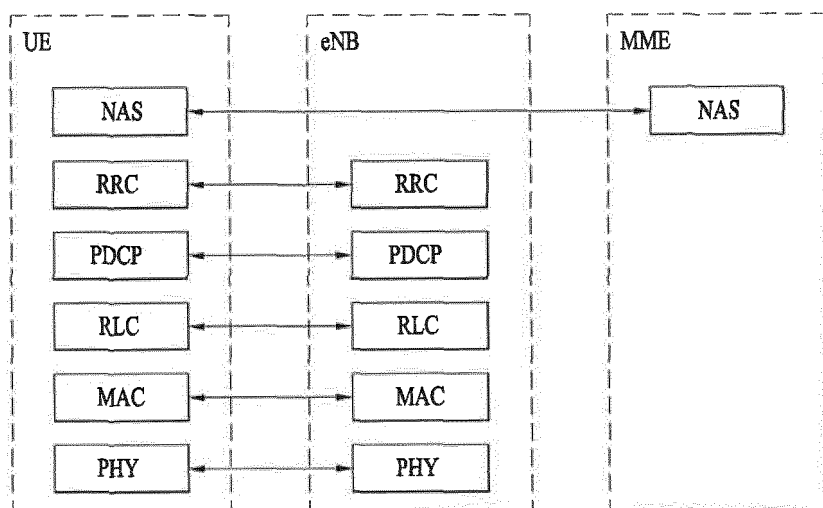 UE eNB MME
NAS NAS
RRC RRC
PDCP PDCP
RLC RLC
MAC MAC
PHY PHY